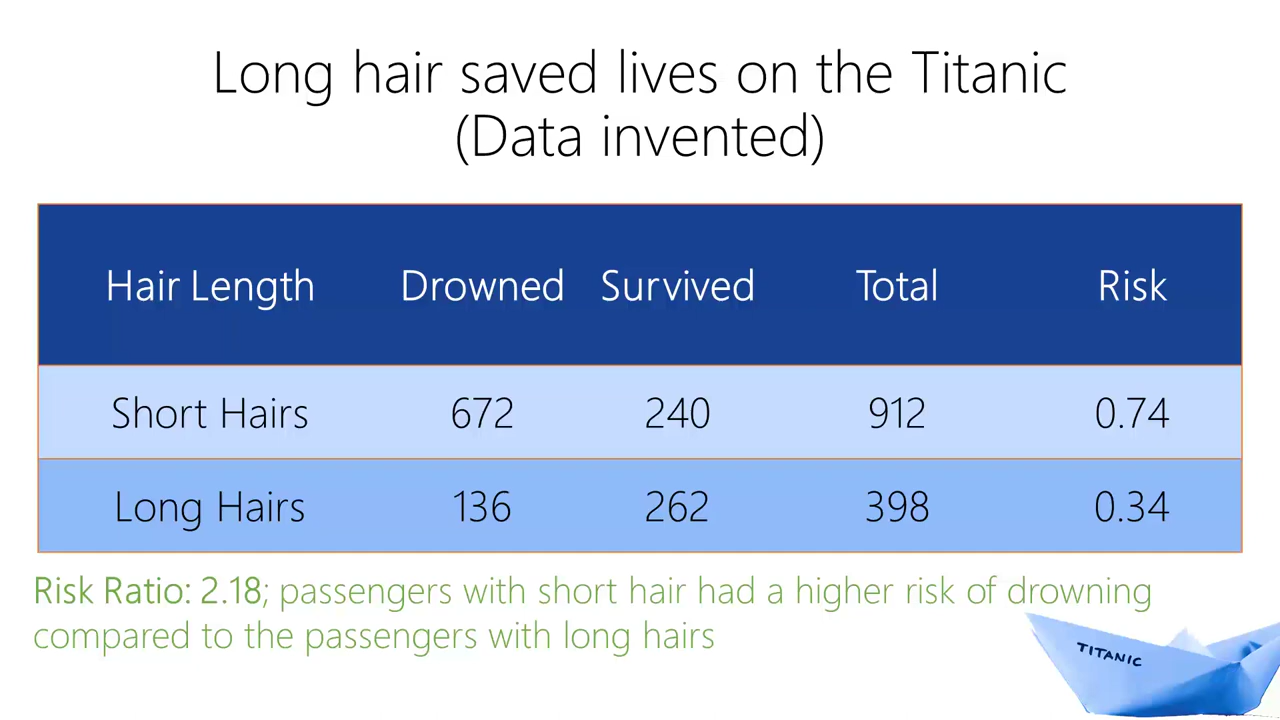 Long hair saved lives on the Titanic
(Data invented)
Hair Length Drowned Survived Total Risk
Short Hairs 672 240 912 0.74
Long Hairs 136 262 398 0.34
Risk Ratio: 2.18; passengers with short hair had a higher risk of drowning
compared to the passengers with long hairs
TITANIC